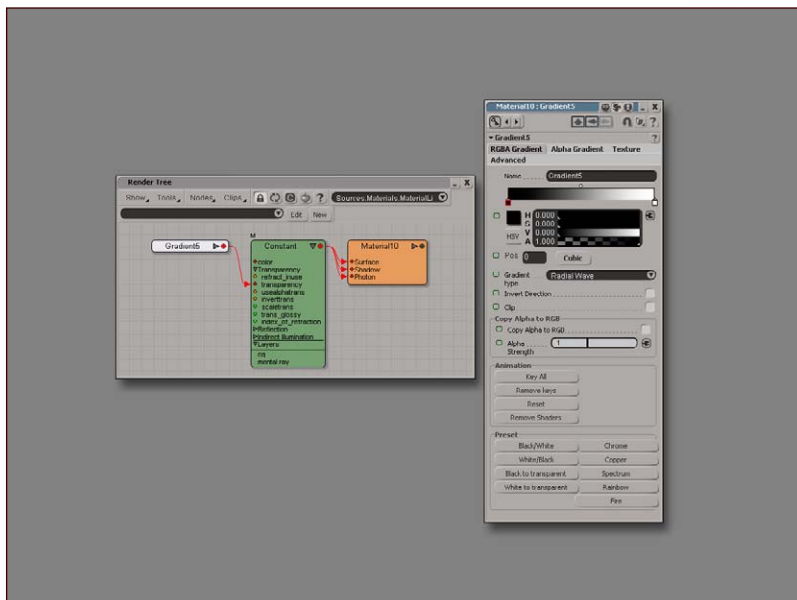 Render Tree
Show Tools Nodes Clips ? Sources.Materials.MaterialLi
Edit New
M
Gradient5
Constant
color
Transparency
refract_inuse
transparency
usealphatrans
inverttrans
scaletrans
trans_glossy
index_of_refraction
Reflection
Indirect Illumination
Layers
mental ray
Material10
Surface
Shadow
Photon
Material10 : Gradient5
Gradient5 ?
RGBA Gradient Alpha Gradient Texture
Advanced
Name Gradient5
H 0.000
S 0.000
V 0.000
A 1.000
HSV
Pos 0 Cubic
Gradient type Radial Wave
Invert Direction
Clip
Copy Alpha to RGB
Copy Alpha to RGB
Alpha Strength 1
Animation
Key All
Remove keys
Reset
Remove Shaders
Preset
Black/White Chrome
White/Black Copper
Black to transparent Spectrum
White to transparent Rainbow
Fire